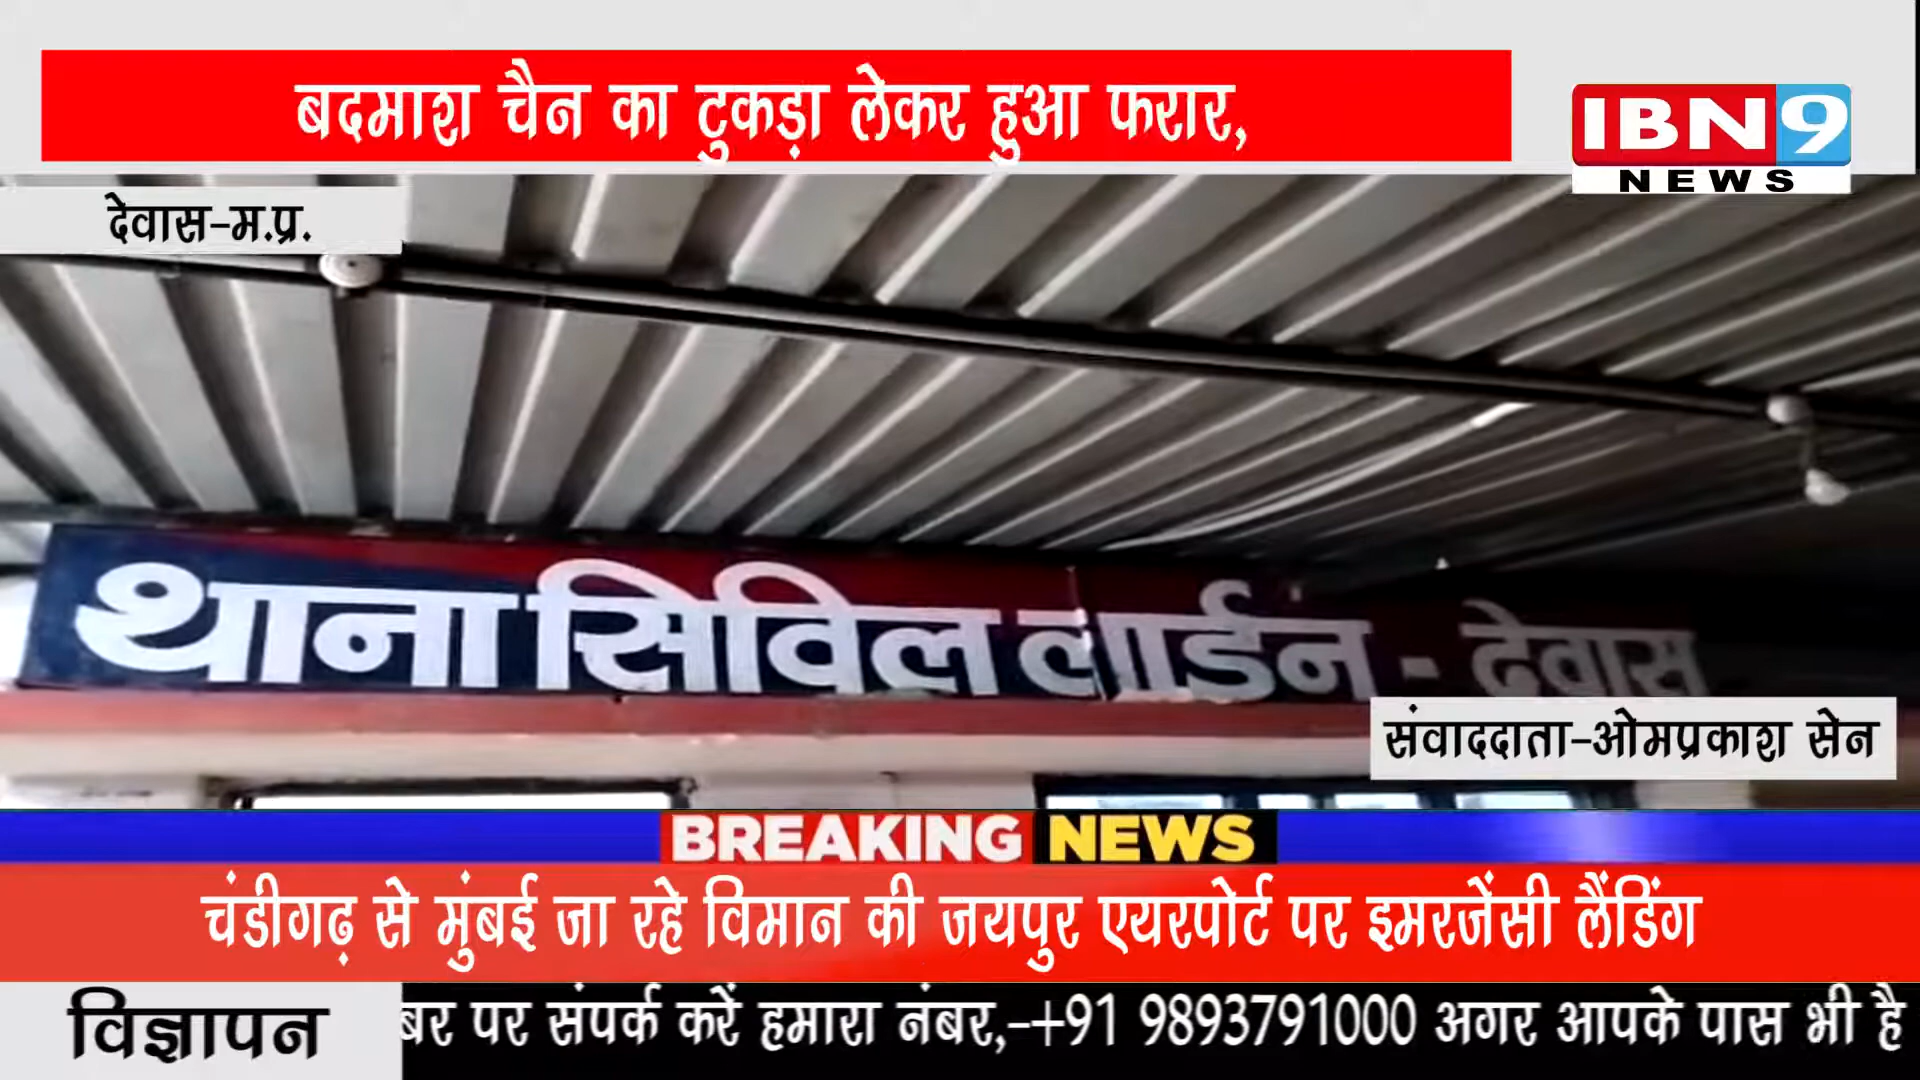 बदमाश चैन का टुकड़ा लेकर हुआ फरार,
IBN9
NEWS
देवास-म.प्र.
थाना सिविल लाईन - देवास
संवाददाता-ओमप्रकाश सेन
BREAKING NEWS
चंडीगढ़ से मुंबई जा रहे विमान की जयपुर एयरपोर्ट पर इमरजेंसी लैंडिंग
विज्ञापन
बर पर संपर्क करें हमारा नंबर,-+91 9893791000 अगर आपके पास भी है